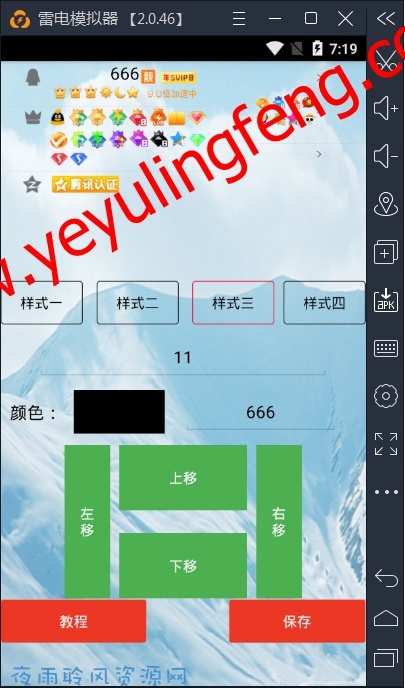 雷电模拟器 【2.0.46】
7:19
666 靓 年SVIP8
9.0倍加速中
腾讯认证
w.yeyulingfeng.com
样式一 样式二 样式三 样式四
11
颜色： 666
上移
左移 右移
下移
教程 保存
夜雨聆风资源网
APK